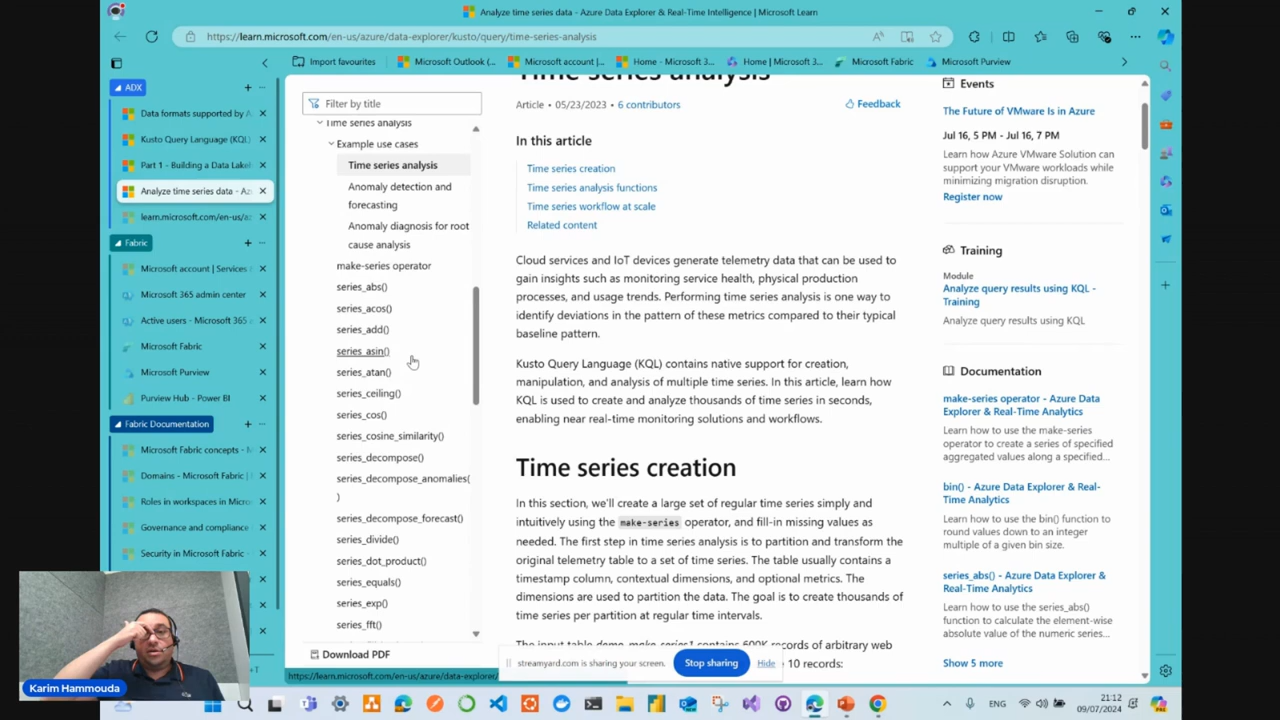 Analyze time series data - Azure Data Explorer & Real-Time Intelligence | Microsoft Learn
https://learn.microsoft.com/en-us/azure/data-explorer/kusto/query/time-series-analysis
Import favourites
Microsoft Outlook (...
Microsoft account |...
Home - Microsoft 3...
Home | Microsoft 3...
Microsoft Fabric
Microsoft Purview
ADX
Data formats supported by A
Kusto Query Language (KQL)
Part 1 - Building a Data Lake
Analyze time series data - Az
learn.microsoft.com/en-us/az
Fabric
Microsoft account | Services
Microsoft 365 admin center
Active users - Microsoft 365
Microsoft Fabric
Microsoft Purview
Purview Hub - Power BI
Fabric Documentation
Microsoft Fabric concepts - M
Domains - Microsoft Fabric |
Roles in workspaces in Micro
Governance and compliance
Security in Microsoft Fabric -
Filter by title
Time series analysis
Example use cases
Time series analysis
Anomaly detection and
forecasting
Anomaly diagnosis for root
cause analysis
make-series operator
series_abs()
series_acos()
series_add()
series_asin()
series_atan()
series_ceiling()
series_cos()
series_cosine_similarity()
series_decompose()
series_decompose_anomalies(
)
series_decompose_forecast()
series_divide()
series_dot_product()
series_equals()
series_exp()
series_fft()
Download PDF
https://learn.microsoft.com/en-us/azure/data-explorer/
Time series analysis
Article • 05/23/2023 • 6 contributors
Feedback
In this article
Time series creation
Time series analysis functions
Time series workflow at scale
Related content
Cloud services and IoT devices generate telemetry data that can be used to
gain insights such as monitoring service health, physical production
processes, and usage trends. Performing time series analysis is one way to
identify deviations in the pattern of these metrics compared to their typical
baseline pattern.
Kusto Query Language (KQL) contains native support for creation,
manipulation, and analysis of multiple time series. In this article, learn how
KQL is used to create and analyze thousands of time series in seconds,
enabling near real-time monitoring solutions and workflows.
Time series creation
In this section, we'll create a large set of regular time series simply and
intuitively using the make-series operator, and fill-in missing values as
needed. The first step in time series analysis is to partition and transform the
original telemetry table to a set of time series. The table usually contains a
timestamp column, contextual dimensions, and optional metrics. The
dimensions are used to partition the data. The goal is to create thousands of
time series per partition at regular time intervals.
The input table demo_make_series1 contains 600K records of arbitrary web
10 records:
Events
The Future of VMware Is in Azure
Jul 16, 5 PM - Jul 16, 7 PM
Learn how Azure VMware Solution can
support your VMware workloads while
minimizing migration disruption.
Register now
Training
Module
Analyze query results using KQL -
Training
Analyze query results using KQL
Documentation
make-series operator - Azure Data
Explorer & Real-Time Analytics
Learn how to use the make-series
operator to create a series of specified
aggregated values along a specified...
bin() - Azure Data Explorer & Real-
Time Analytics
Learn how to use the bin() function to
round values down to an integer
multiple of a given bin size.
series_abs() - Azure Data Explorer &
Real-Time Analytics
Learn how to use the series_abs()
function to calculate the element-wise
absolute value of the numeric series...
Show 5 more
streamyard.com is sharing your screen.
Stop sharing
Hide
Karim Hammouda
ENG
21:12
09/07/2024